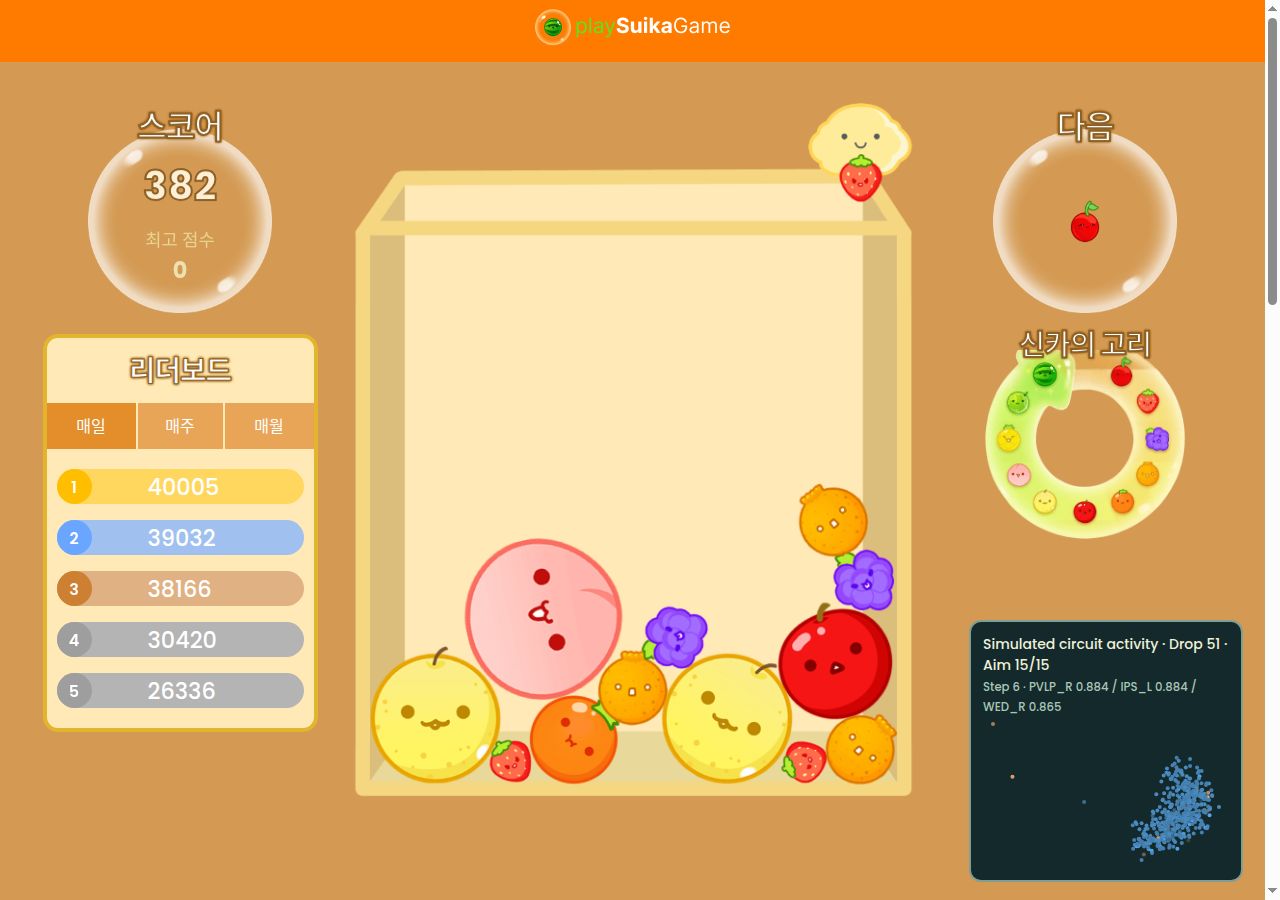 playSuikaGame
스코어
382
최고 점수
0
리더보드
매일 매주 매월
1 40005
2 39032
3 38166
4 30420
5 26336
다음
신카의 고리
Simulated circuit activity · Drop 51 ·
Aim 15/15
Step 6 · PVLP_R 0.884 / IPS_L 0.884 /
WED_R 0.865